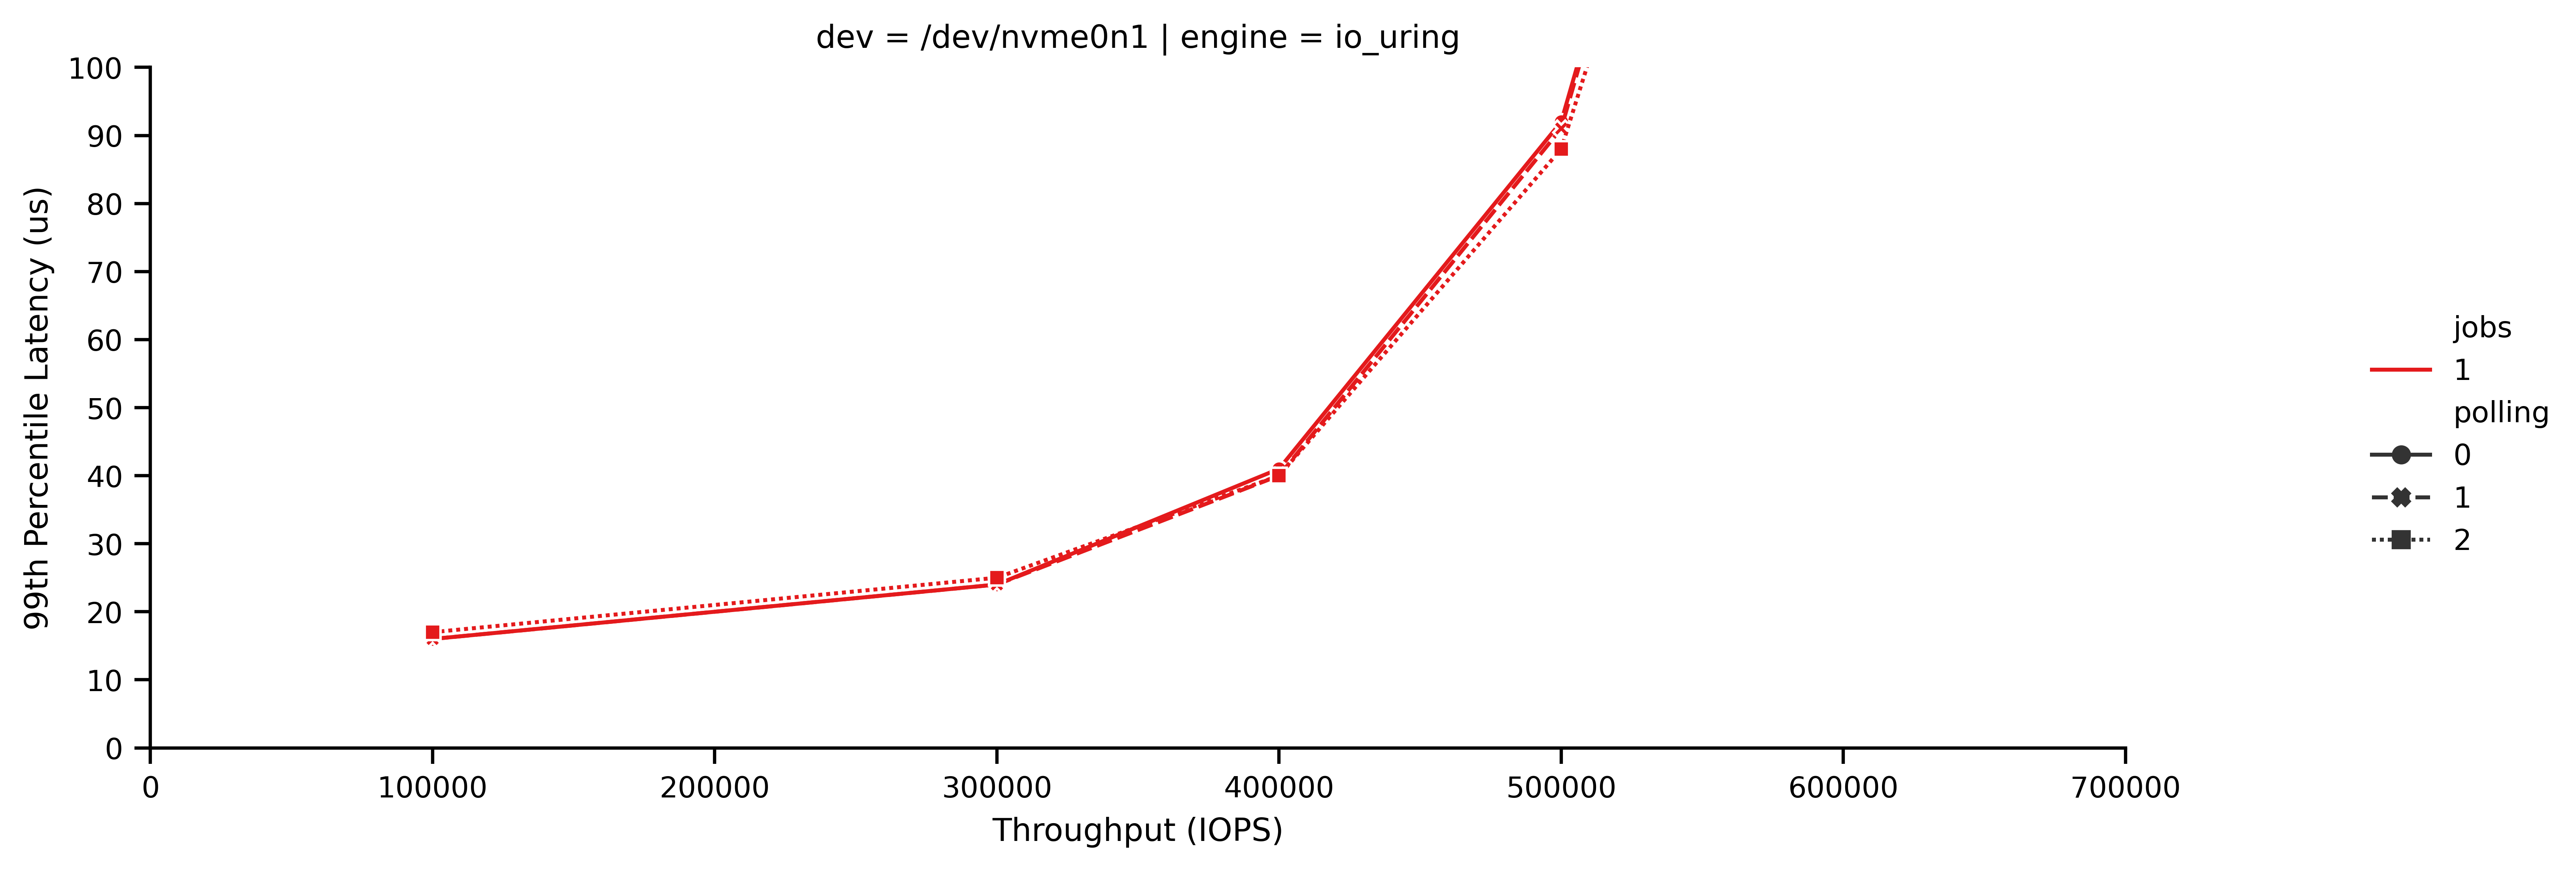 dev = /dev/nvme0n1 | engine = io_uring
100
90
80
70
60
50
40
30
20
10
0
99th Percentile Latency (us)
0 100000 200000 300000 400000 500000 600000 700000
Throughput (IOPS)
jobs
1
polling
0
1
2